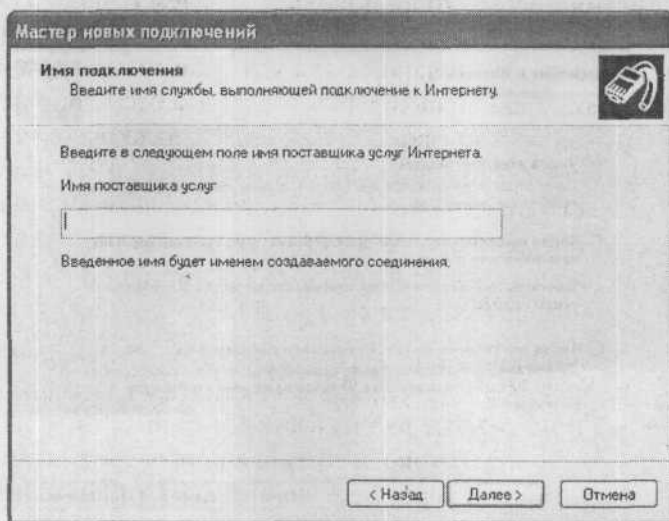 Мастер новых подключений
Имя подключения
Введите имя службы, выполняющей подключение к Интернету.
Введите в следующем поле имя поставщика услуг Интернета.
Имя поставщика услуг
Введенное имя будет именем создаваемого соединения.
< Назад
Далее >
Отмена